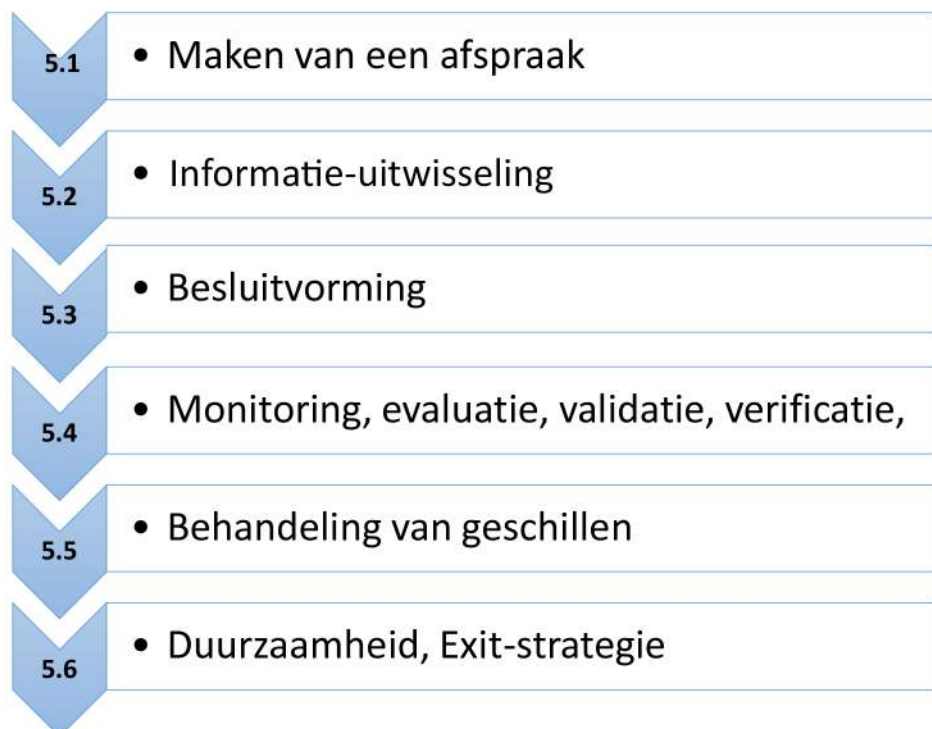 5.1 • Maken van een afspraak
5.2 • Informatie-uitwisseling
5.3 • Besluitvorming
5.4 • Monitoring, evaluatie, validatie, verificatie,
5.5 • Behandeling van geschillen
5.6 • Duurzaamheid, Exit-strategie